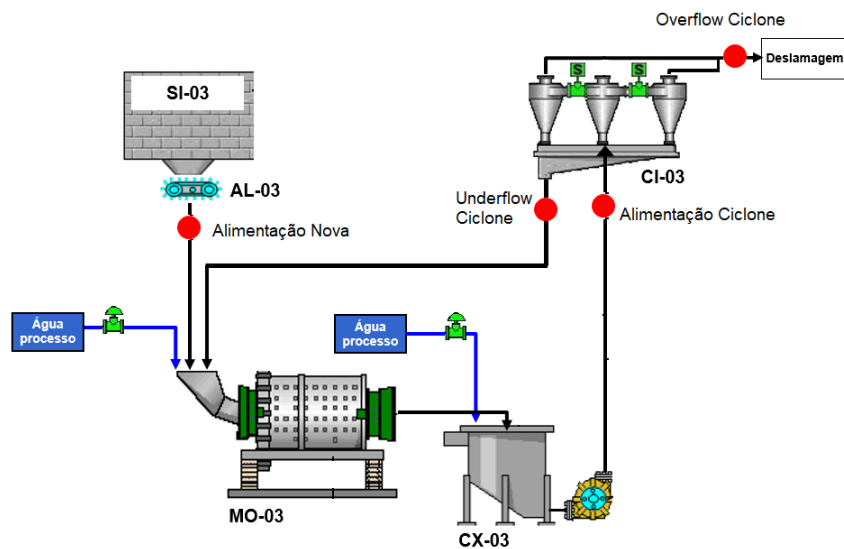 Overflow Ciclone
Deslamagem
SI-03
S
S
CI-03
AL-03
Underflow
Ciclone
Alimentação Ciclone
Alimentação Nova
Água
processo
Água
processo
MO-03
CX-03